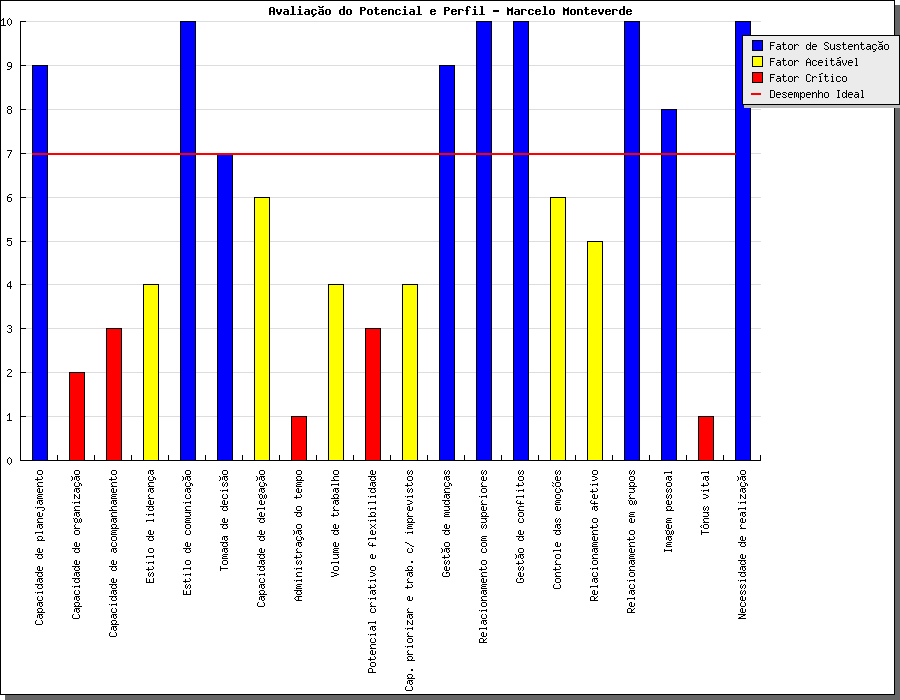 Avaliação do Potencial e Perfil - Marcelo Monteverde
10
9
8
7
6
5
4
3
2
1
0
Fator de Sustentação
Fator Aceitável
Fator Crítico
Desempenho Ideal
Capacidade de planejamento
Capacidade de organização
Capacidade de acompanhamento
Estilo de liderança
Estilo de comunicação
Tomada de decisão
Capacidade de delegação
Administração do tempo
Volume de trabalho
Potencial criativo e flexibilidade
Cap. priorizar e trab. c/ imprevistos
Gestão de mudanças
Relacionamento com superiores
Gestão de conflitos
Controle das emoções
Relacionamento afetivo
Relacionamento em grupos
Imagem pessoal
Tônus vital
Necessidade de realização